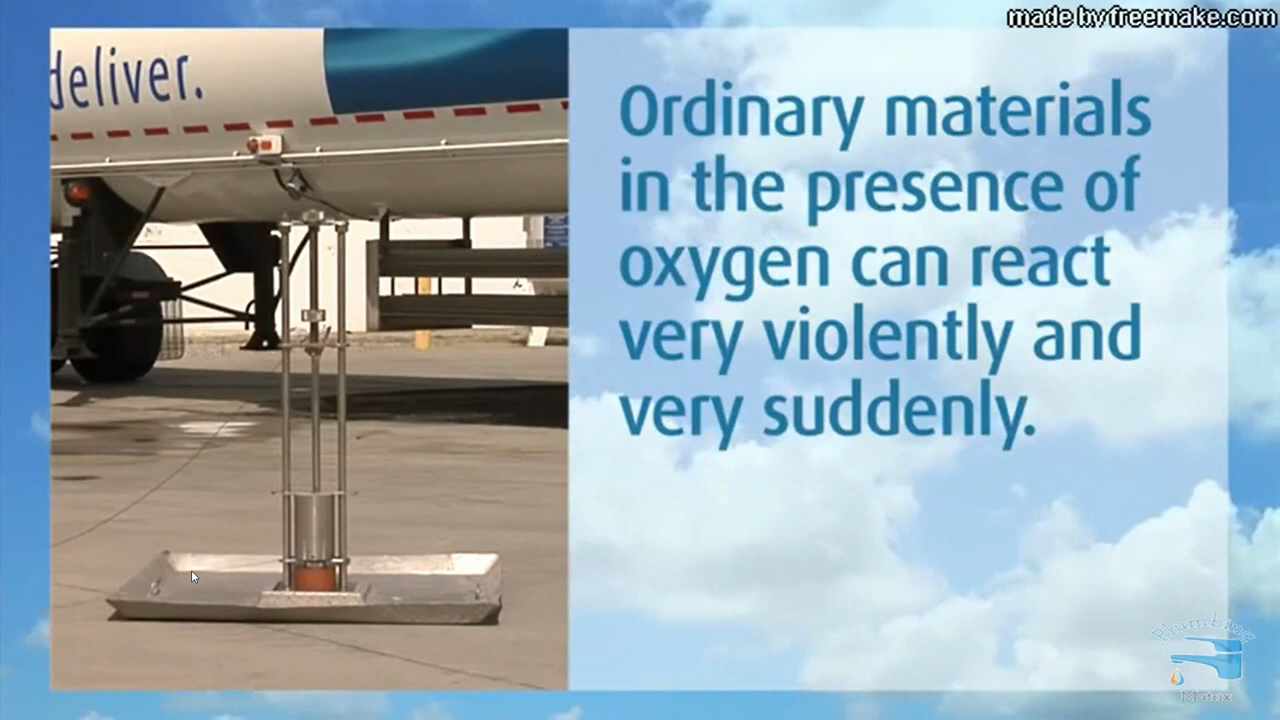 made by freemake.com
deliver.
Ordinary materials
in the presence of
oxygen can react
very violently and
very suddenly.
Plumbing
Matrix